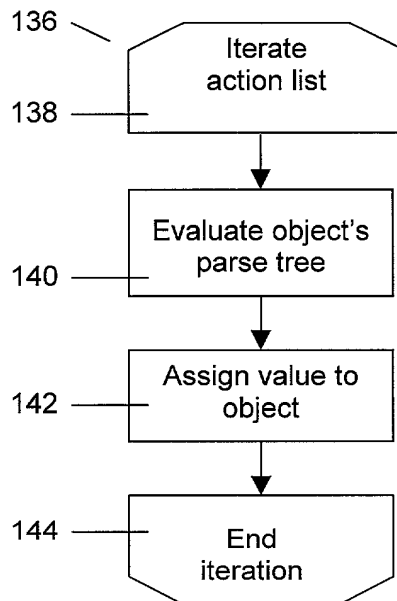 136
Iterate
action list
138
Evaluate object's
parse tree
140
Assign value to
object
142
144
End
iteration